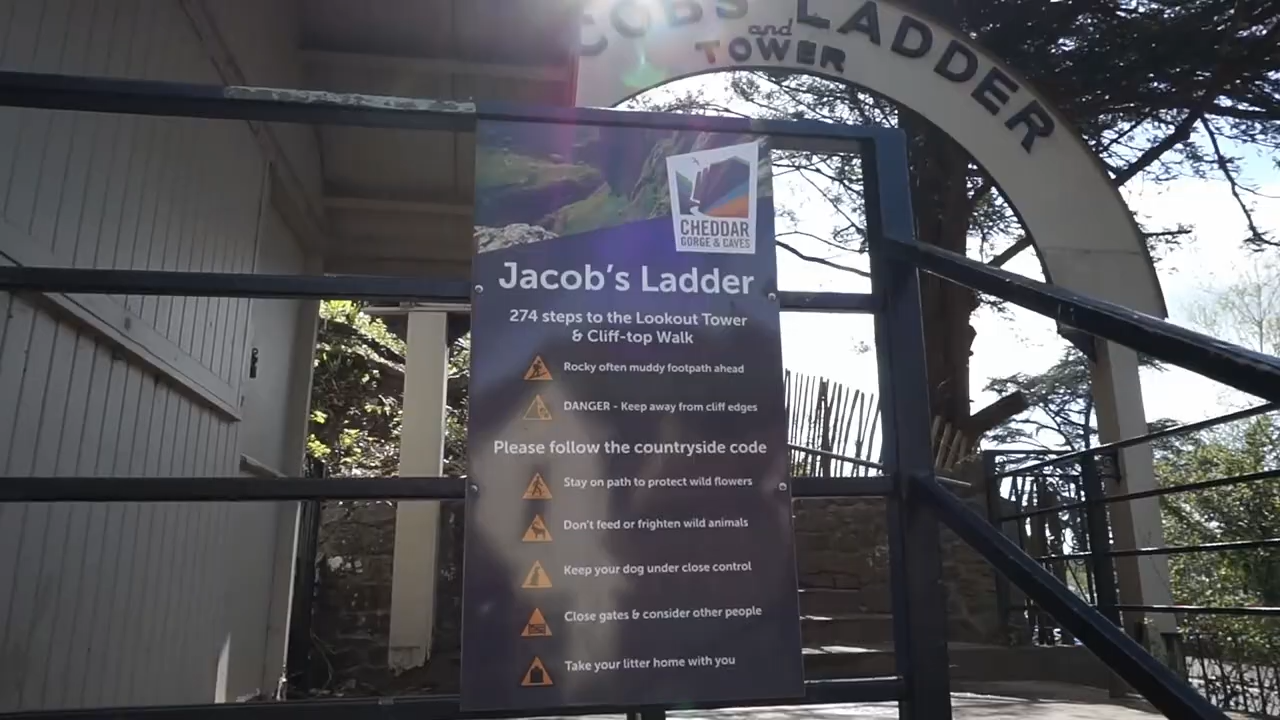 COBS LADDER
and
TOWER
CHEDDAR
GORGE & CAVES
Jacob's Ladder
274 steps to the Lookout Tower
& Cliff-top Walk
Rocky often muddy footpath ahead
DANGER - Keep away from cliff edges
Please follow the countryside code
Stay on path to protect wild flowers
Don't feed or frighten wild animals
Keep your dog under close control
Close gates & consider other people
Take your litter home with you